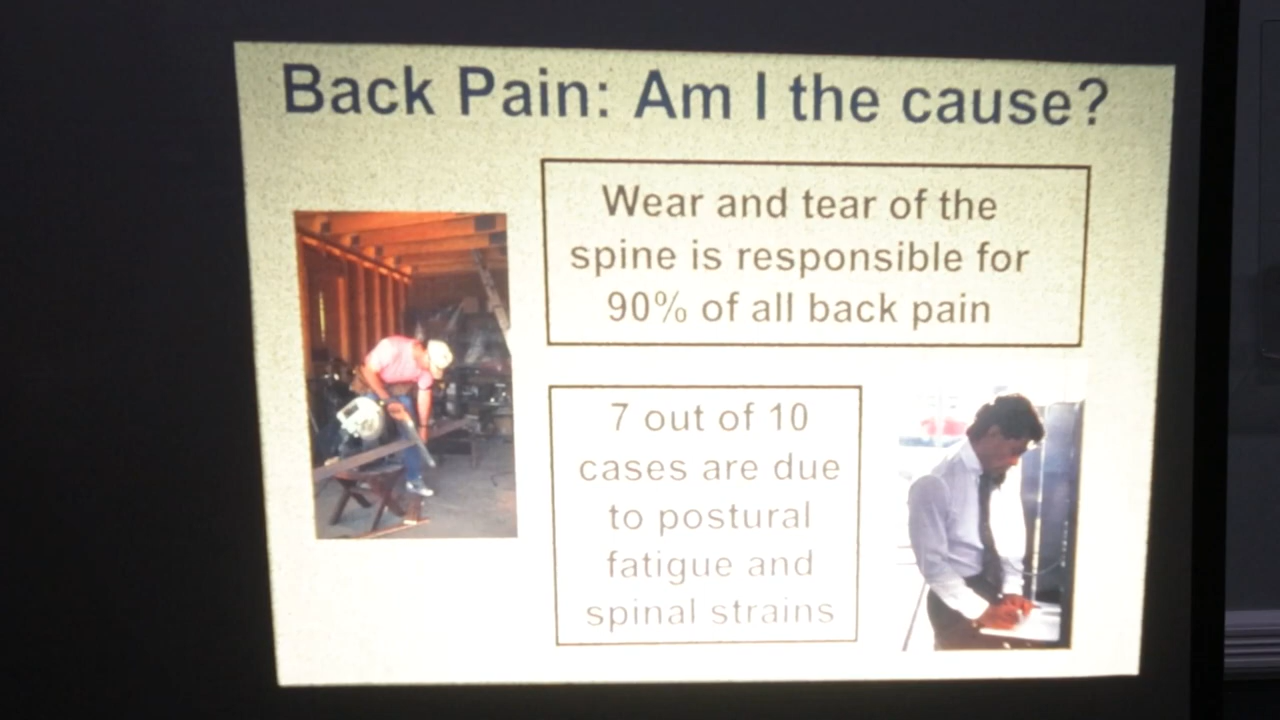 Back Pain: Am I the cause?
Wear and tear of the
spine is responsible for
90% of all back pain
7 out of 10
cases are due
to postural
fatigue and
spinal strains